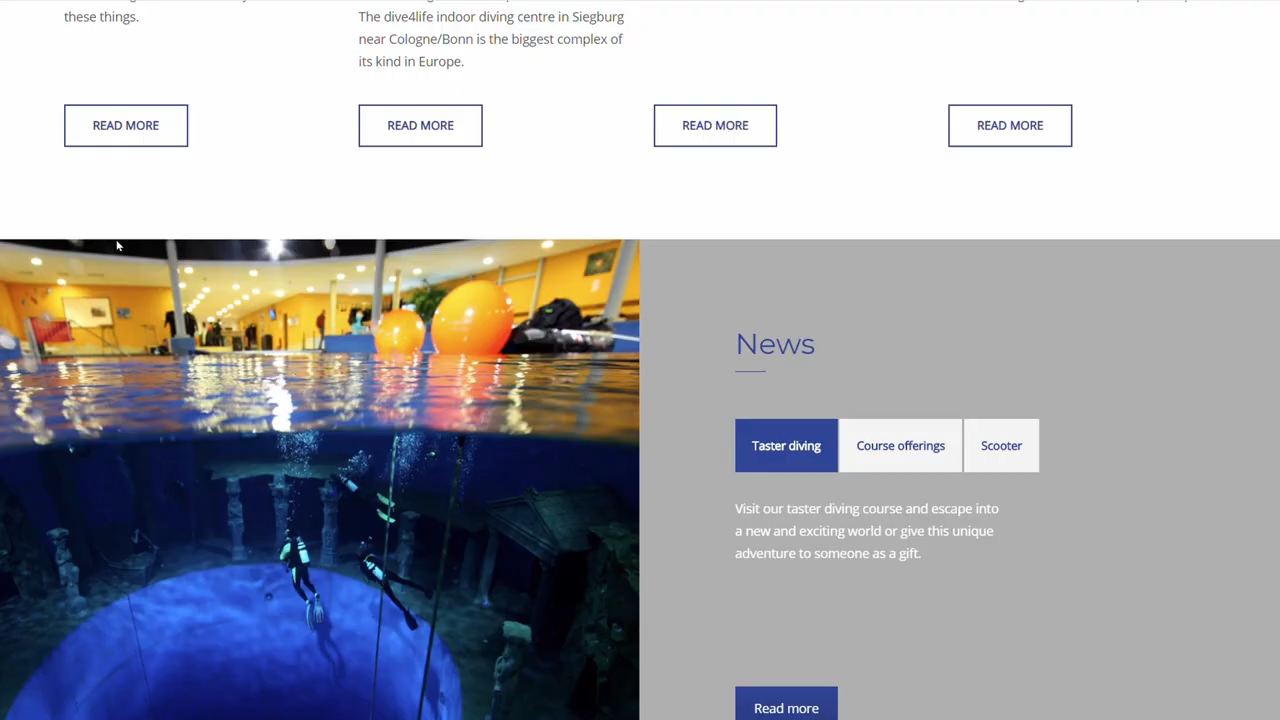 these things.
The dive4life indoor diving centre in Siegburg
near Cologne/Bonn is the biggest complex of
its kind in Europe.
READ MORE
READ MORE
READ MORE
READ MORE
News
Taster diving
Course offerings
Scooter
Visit our taster diving course and escape into
a new and exciting world or give this unique
adventure to someone as a gift.
Read more